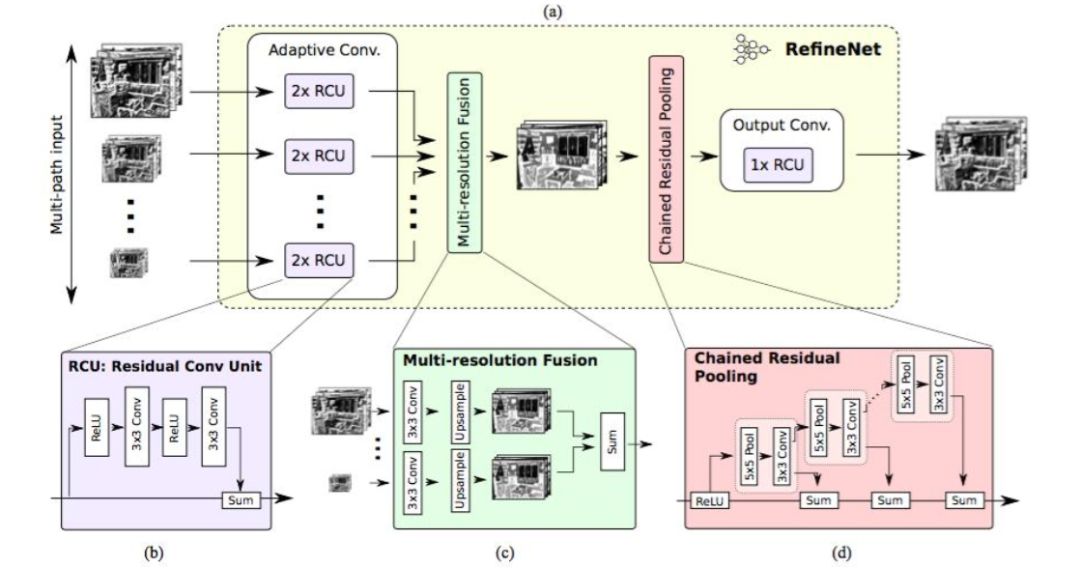 (a)
Multi-path input
Adaptive Conv.
2x RCU
2x RCU
2x RCU
Multi-resolution Fusion
Chained Residual Pooling
RefineNet
Output Conv.
1x RCU
RCU: Residual Conv Unit
ReLU
3x3 Conv
ReLU
3x3 Conv
Sum
(b)
Multi-resolution Fusion
3x3 Conv
Upsample
3x3 Conv
Upsample
Sum
(c)
Chained Residual
Pooling
ReLU
5x5 Pool
3x3 Conv
5x5 Pool
3x3 Conv
5x5 Pool
3x3 Conv
Sum
Sum
Sum
(d)